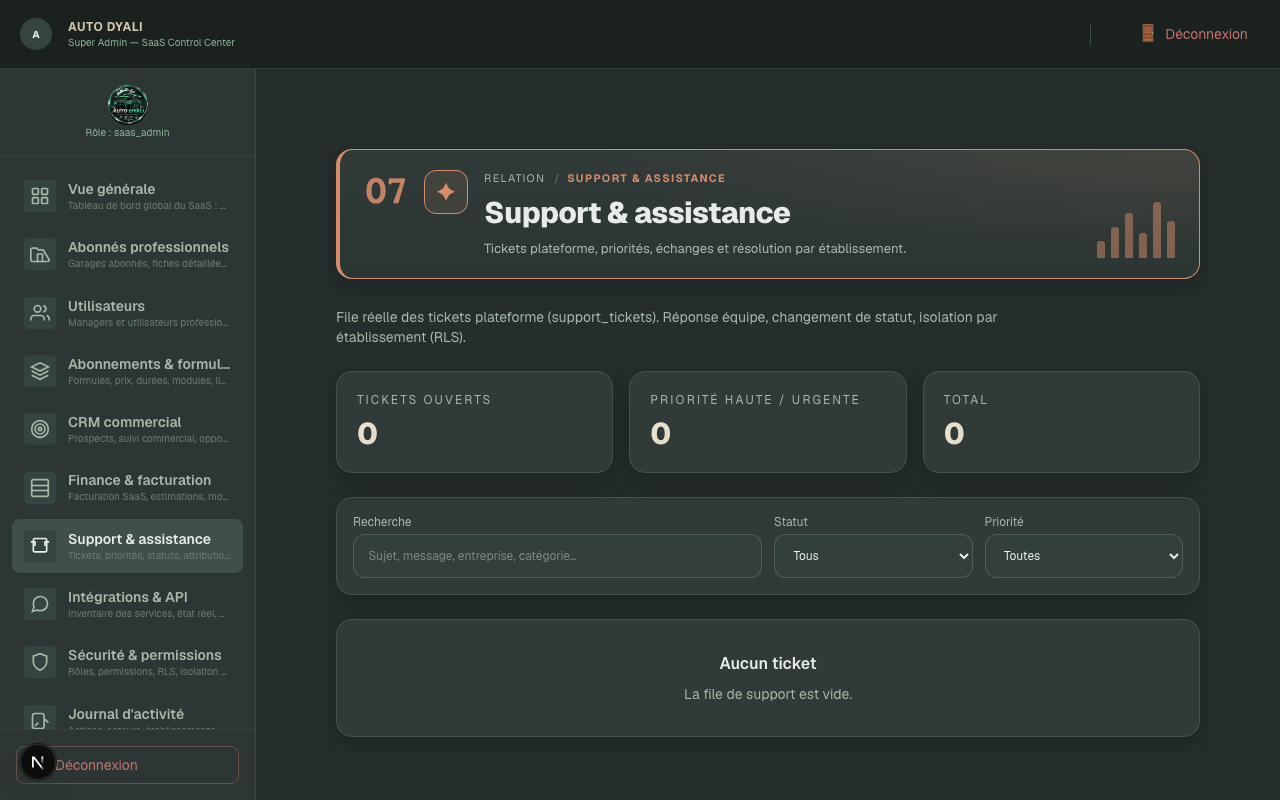 A
AUTO DYALI
Super Admin — SaaS Control Center
Déconnexion
AUTO DYALI
Rôle : saas_admin
Vue générale
Tableau de bord global du SaaS : ...
Abonnés professionnels
Garages abonnés, fiches détaillée...
Utilisateurs
Managers et utilisateurs professio...
Abonnements & formul...
Formules, prix, durées, modules, li...
CRM commercial
Prospects, suivi commercial, oppo...
Finance & facturation
Facturation SaaS, estimations, mo...
Support & assistance
Tickets, priorités, statuts, attributio...
Intégrations & API
Inventaire des services, état réel, ...
Sécurité & permissions
Rôles, permissions, RLS, isolation ...
Journal d'activité
N
Déconnexion
07
RELATION / SUPPORT & ASSISTANCE
Support & assistance
Tickets plateforme, priorités, échanges et résolution par établissement.
File réelle des tickets plateforme (support_tickets). Réponse équipe, changement de statut, isolation par
établissement (RLS).
TICKETS OUVERTS
0
PRIORITÉ HAUTE / URGENTE
0
TOTAL
0
Recherche
Sujet, message, entreprise, catégorie...
Statut
Tous
Priorité
Toutes
Aucun ticket
La file de support est vide.